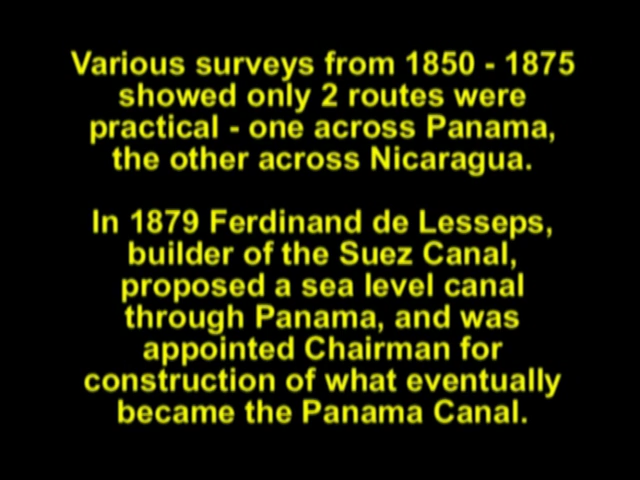 Various surveys from 1850 - 1875
showed only 2 routes were
practical - one across Panama,
the other across Nicaragua.
In 1879 Ferdinand de Lesseps,
builder of the Suez Canal,
proposed a sea level canal
through Panama, and was
appointed Chairman for
construction of what eventually
became the Panama Canal.